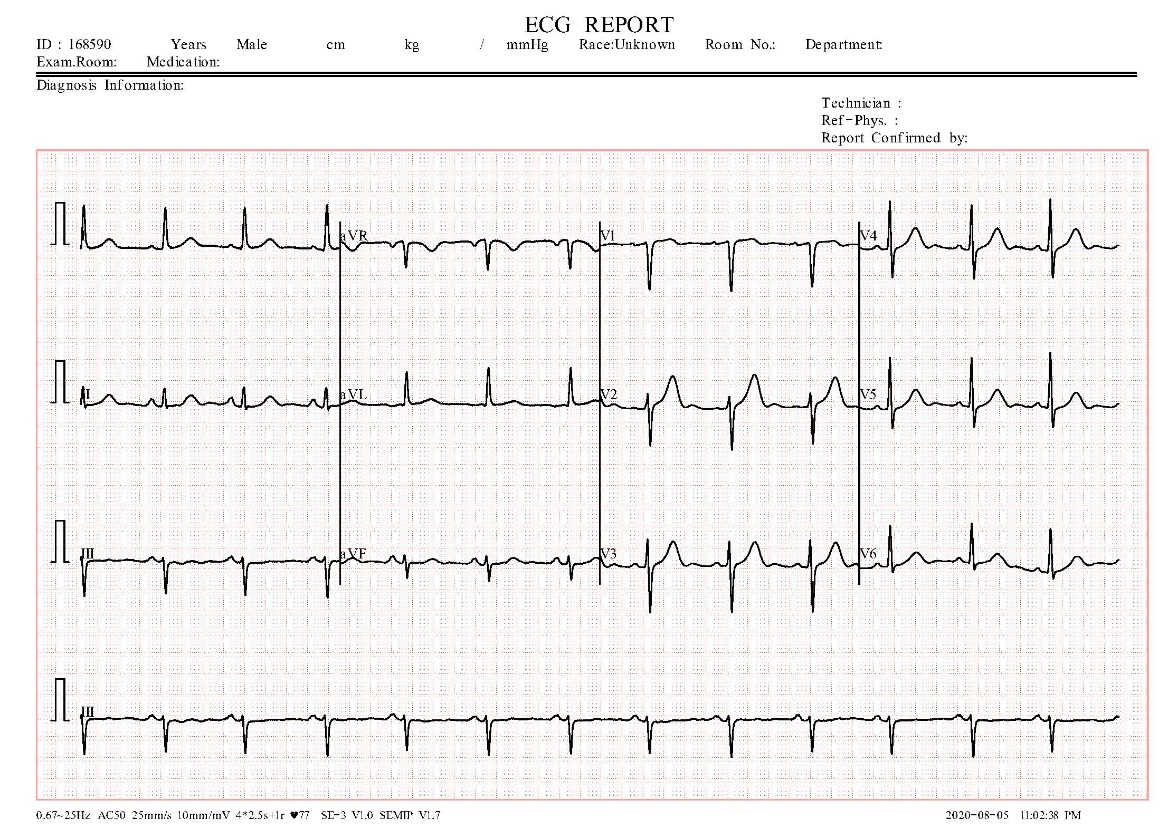 ECG REPORT
ID : 168590 Years Male cm kg / mmHg Race:Unknown Room No.: Department:
Exam.Room: Medication:
Diagnosis Information:
Technician :
Ref-Phys. :
Report Confirmed by:
aVR V1 V4
II aVL V2 V5
III aVF V3 V6
III
0.67~25Hz AC50 25mm/s 10mm/mV 4*2.5s+1r ♥77 SE-3 V1.0 SEMIP V1.7 2020-08-05 11:02:38 PM